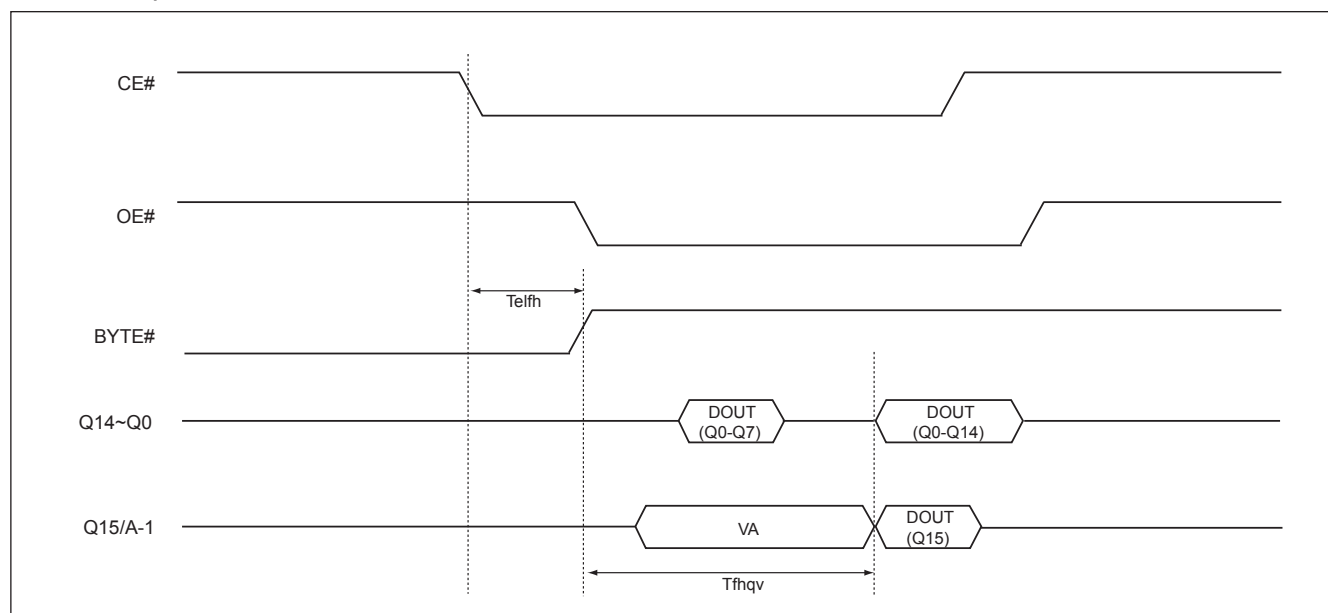 CE#
OE#
Telfh
BYTE#
Q14~Q0
DOUT
(Q0-Q7)
DOUT
(Q0-Q14)
Q15/A-1
VA
DOUT
(Q15)
Tfhqv